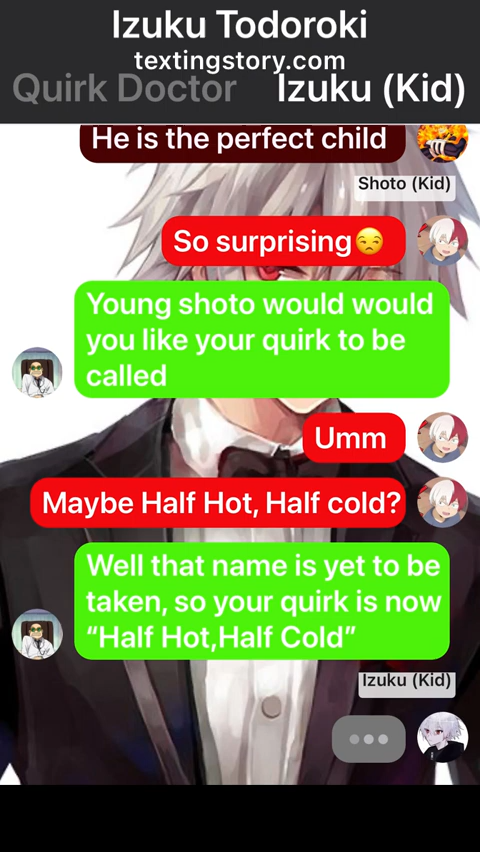 Izuku Todoroki
textingstory.com
Quirk Doctor Izuku (Kid)
He is the perfect child
Shoto (Kid)
So surprising😒
Young shoto would would
you like your quirk to be
called
Umm
Maybe Half Hot, Half cold?
Well that name is yet to be
taken, so your quirk is now
“Half Hot,Half Cold”
Izuku (Kid)